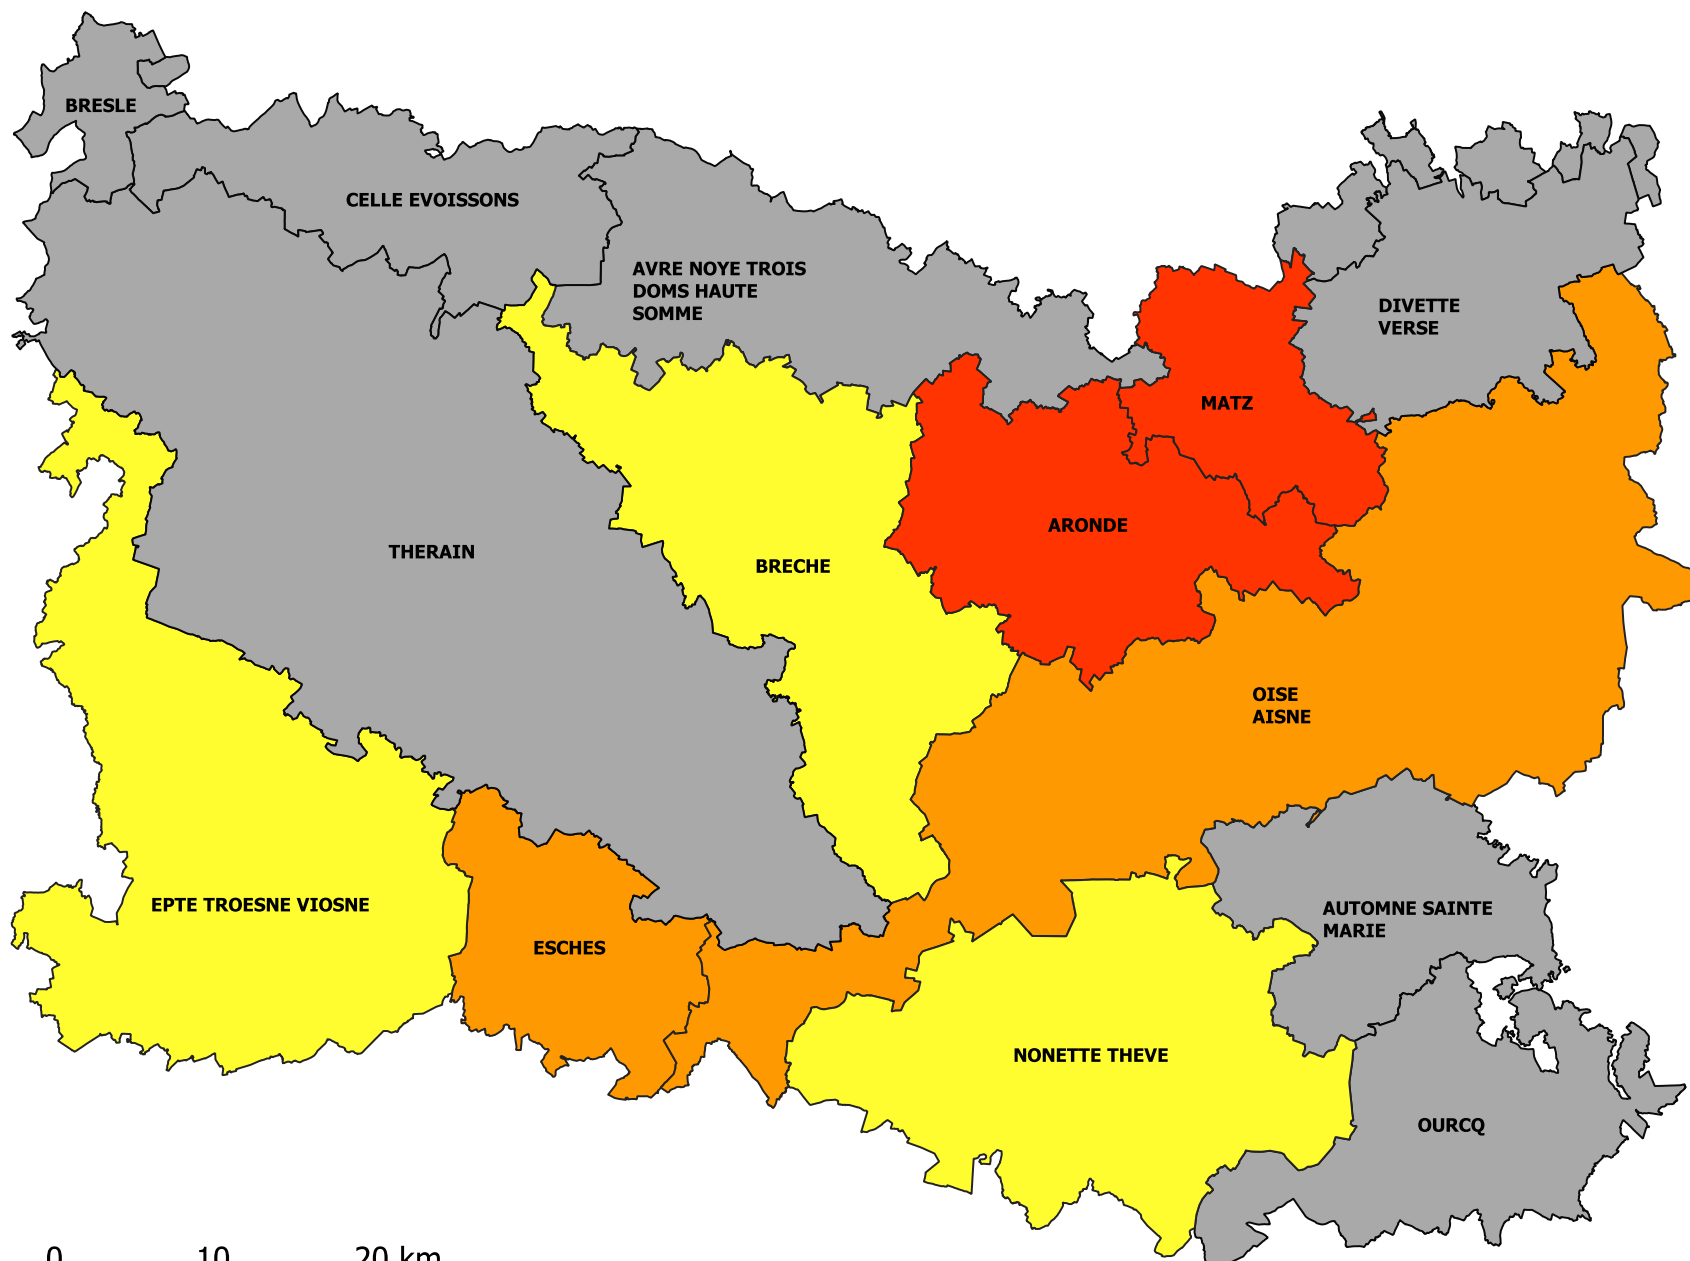 BRESLE
CELLE EVOISSONS
AVRE NOYE TROIS
DOMS HAUTE
SOMME
DIVETTE
VERSE
MATZ
ARONDE
THERAIN
BRECHE
OISE
AISNE
EPTE TROESNE VIOSNE
ESCHES
AUTOMNE SAINTE
MARIE
NONETTE THEVE
OURCQ
0 10 20 km